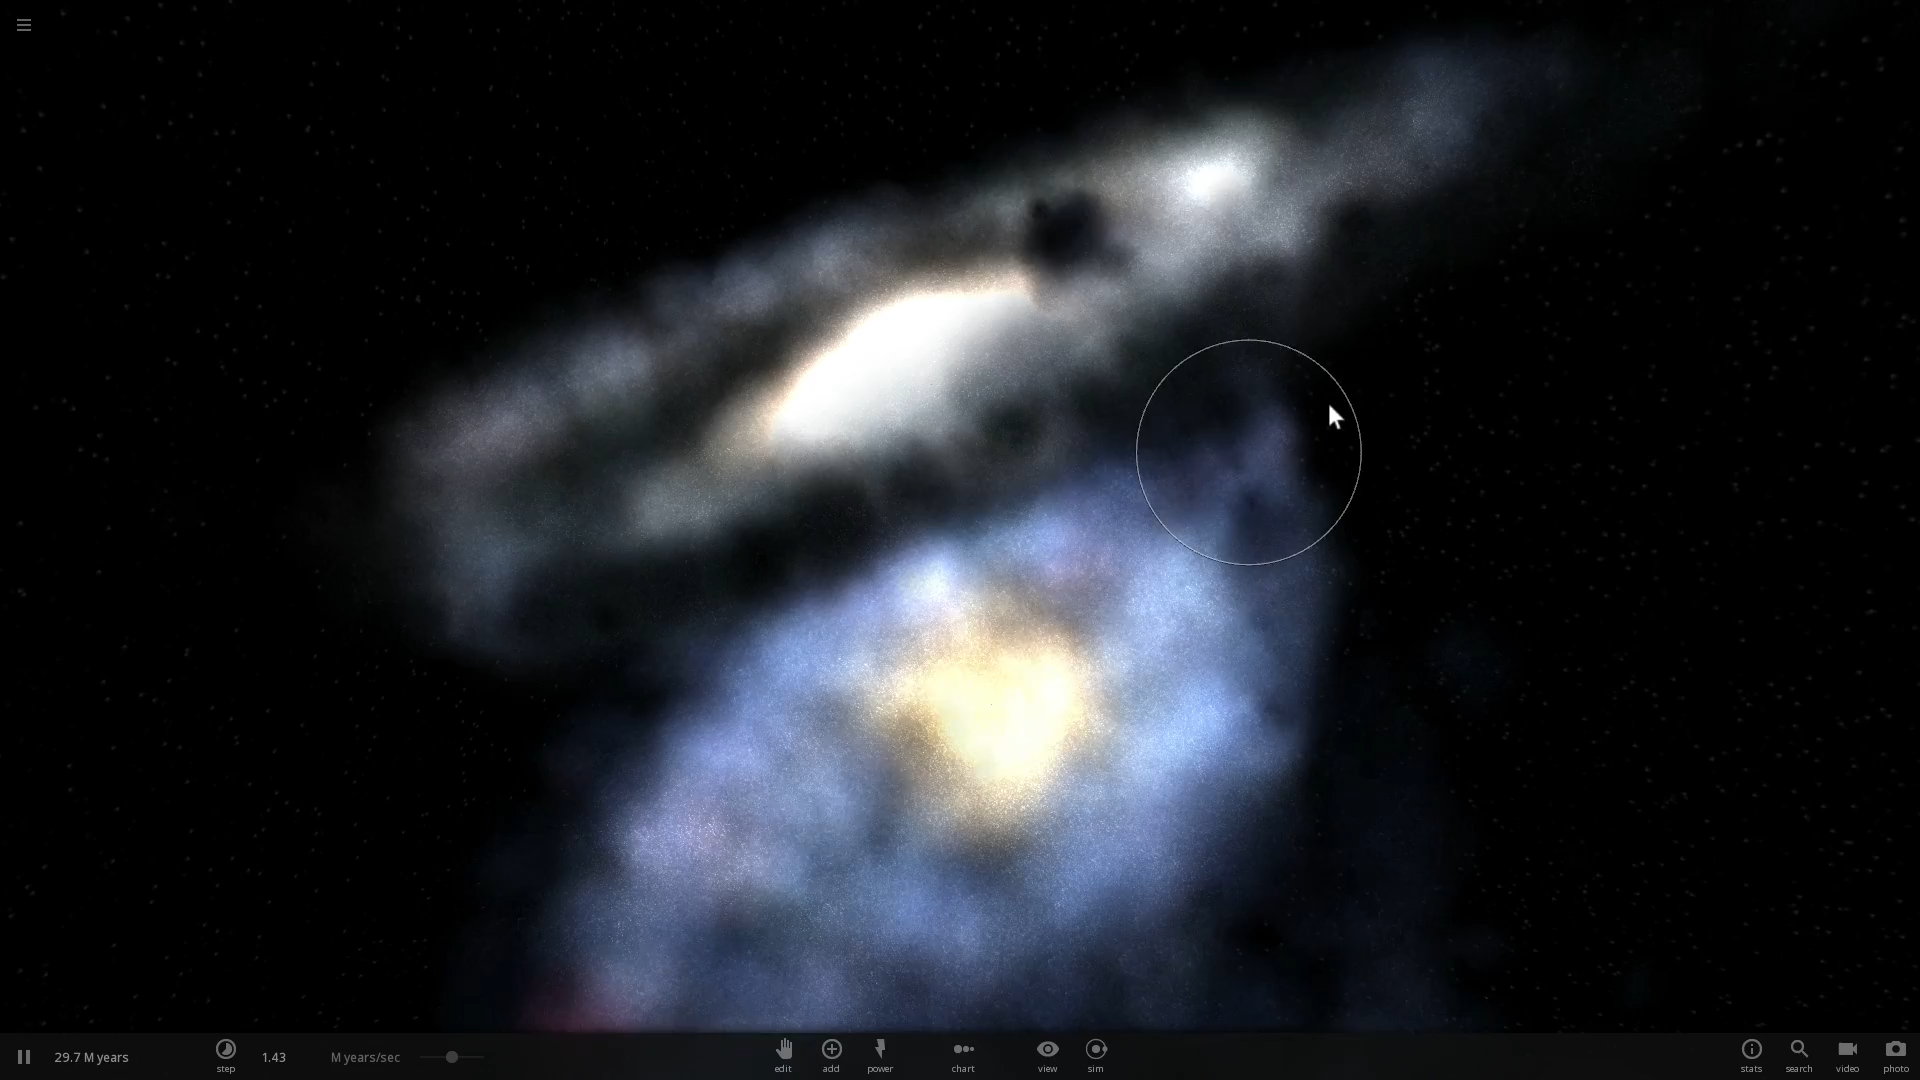 29.7 M years
step
1.43
M years/sec
edit
add
power
chart
view
sim
stats
search
video
photo